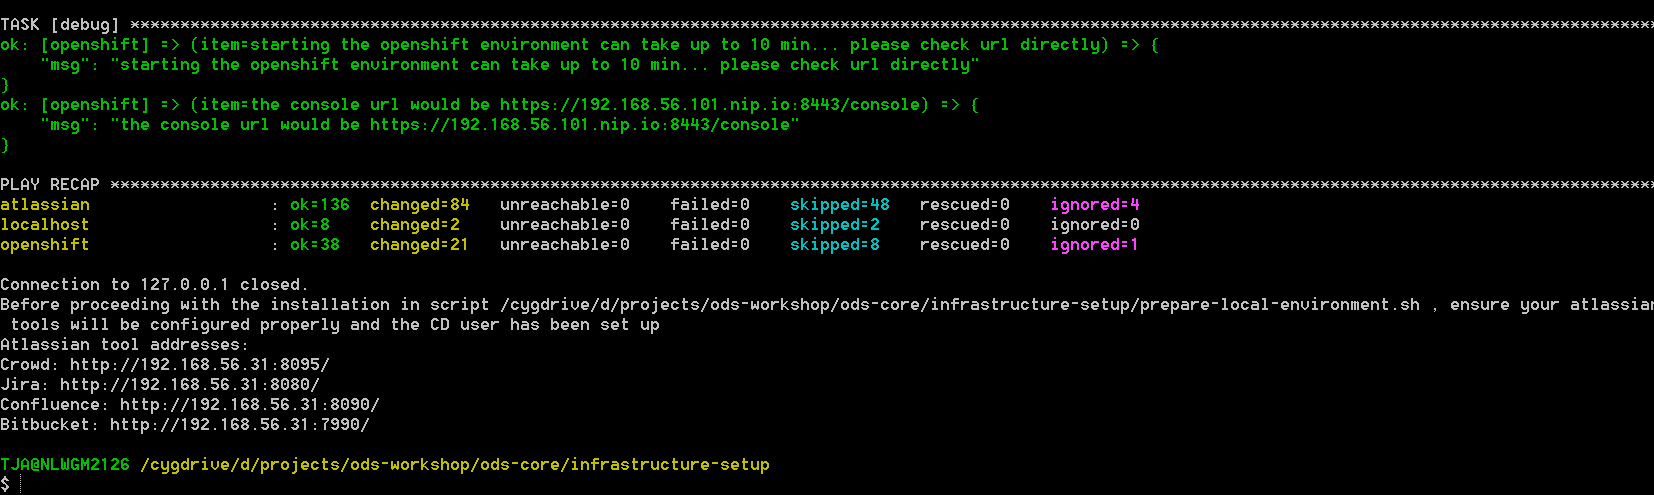 TASK [debug] ****************************************************************************************************************************************************************
ok: [openshift] => (item=starting the openshift environment can take up to 10 min... please check url directly) => {
    "msg": "starting the openshift environment can take up to 10 min... please check url directly"
}
ok: [openshift] => (item=the console url would be https://192.168.56.101.nip.io:8443/console) => {
    "msg": "the console url would be https://192.168.56.101.nip.io:8443/console"
}
PLAY RECAP ******************************************************************************************************************************************************************
atlassian                  : ok=136  changed=84   unreachable=0    failed=0    skipped=48   rescued=0    ignored=4
localhost                  : ok=8    changed=2    unreachable=0    failed=0    skipped=2    rescued=0    ignored=0
openshift                  : ok=38   changed=21   unreachable=0    failed=0    skipped=8    rescued=0    ignored=1
Connection to 127.0.0.1 closed.
Before proceeding with the installation in script /cygdrive/d/projects/ods-workshop/ods-core/infrastructure-setup/prepare-local-environment.sh , ensure your atlassian
 tools will be configured properly and the CD user has been set up
Atlassian tool addresses:
Crowd: http://192.168.56.31:8095/
Jira: http://192.168.56.31:8080/
Confluence: http://192.168.56.31:8090/
Bitbucket: http://192.168.56.31:7990/
TJA@NLWGM2126 /cygdrive/d/projects/ods-workshop/ods-core/infrastructure-setup
$